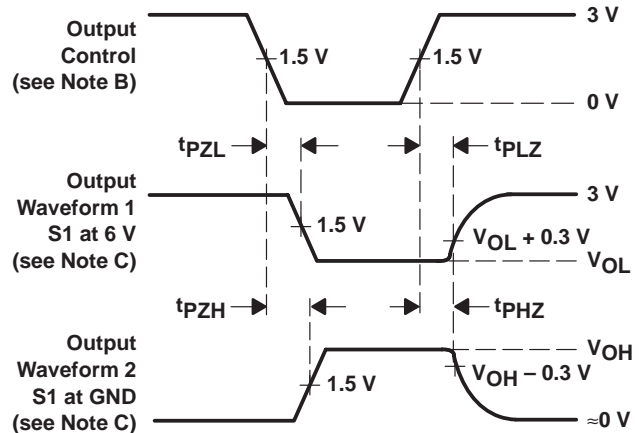 Output
Control
(see Note B)
3 V
1.5 V
1.5 V
0 V
tPZL
tPLZ
Output
Waveform 1
S1 at 6 V
(see Note C)
3 V
1.5 V
VOL + 0.3 V
VOL
tPZH
tPHZ
Output
Waveform 2
S1 at GND
(see Note C)
VOH
1.5 V
VOH − 0.3 V
≈0 V